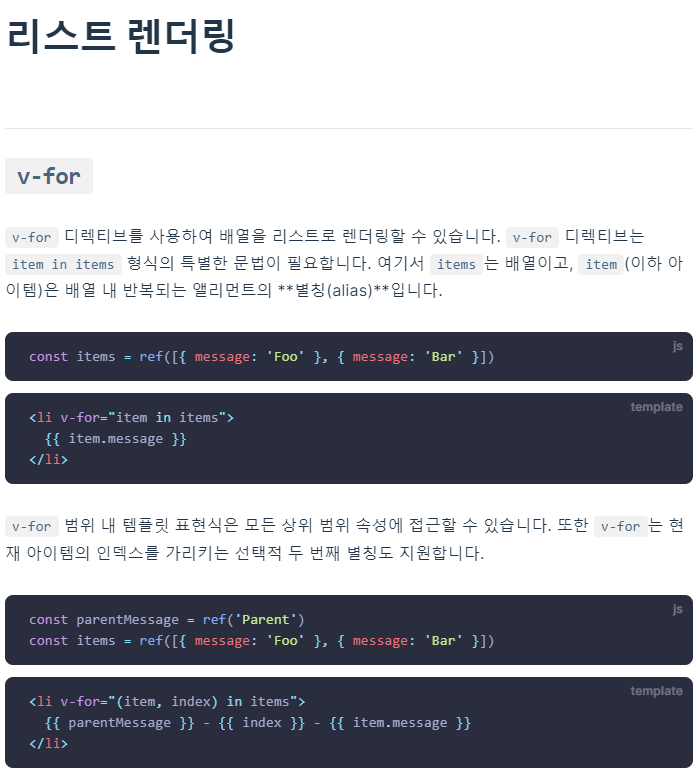 리스트 렌더링
v-for
v-for 디렉티브를 사용하여 배열을 리스트로 렌더링할 수 있습니다. v-for 디렉티브는
item in items 형식의 특별한 문법이 필요합니다. 여기서 items는 배열이고, item(이하 아
이템)은 배열 내 반복되는 앨리먼트의 **별칭(alias)**입니다.
js
const items = ref([{ message: 'Foo' }, { message: 'Bar' }])
template
<li v-for="item in items">
  {{ item.message }}
</li>
v-for 범위 내 템플릿 표현식은 모든 상위 범위 속성에 접근할 수 있습니다. 또한 v-for는 현
재 아이템의 인덱스를 가리키는 선택적 두 번째 별칭도 지원합니다.
js
const parentMessage = ref('Parent')
const items = ref([{ message: 'Foo' }, { message: 'Bar' }])
template
<li v-for="(item, index) in items">
  {{ parentMessage }} - {{ index }} - {{ item.message }}
</li>